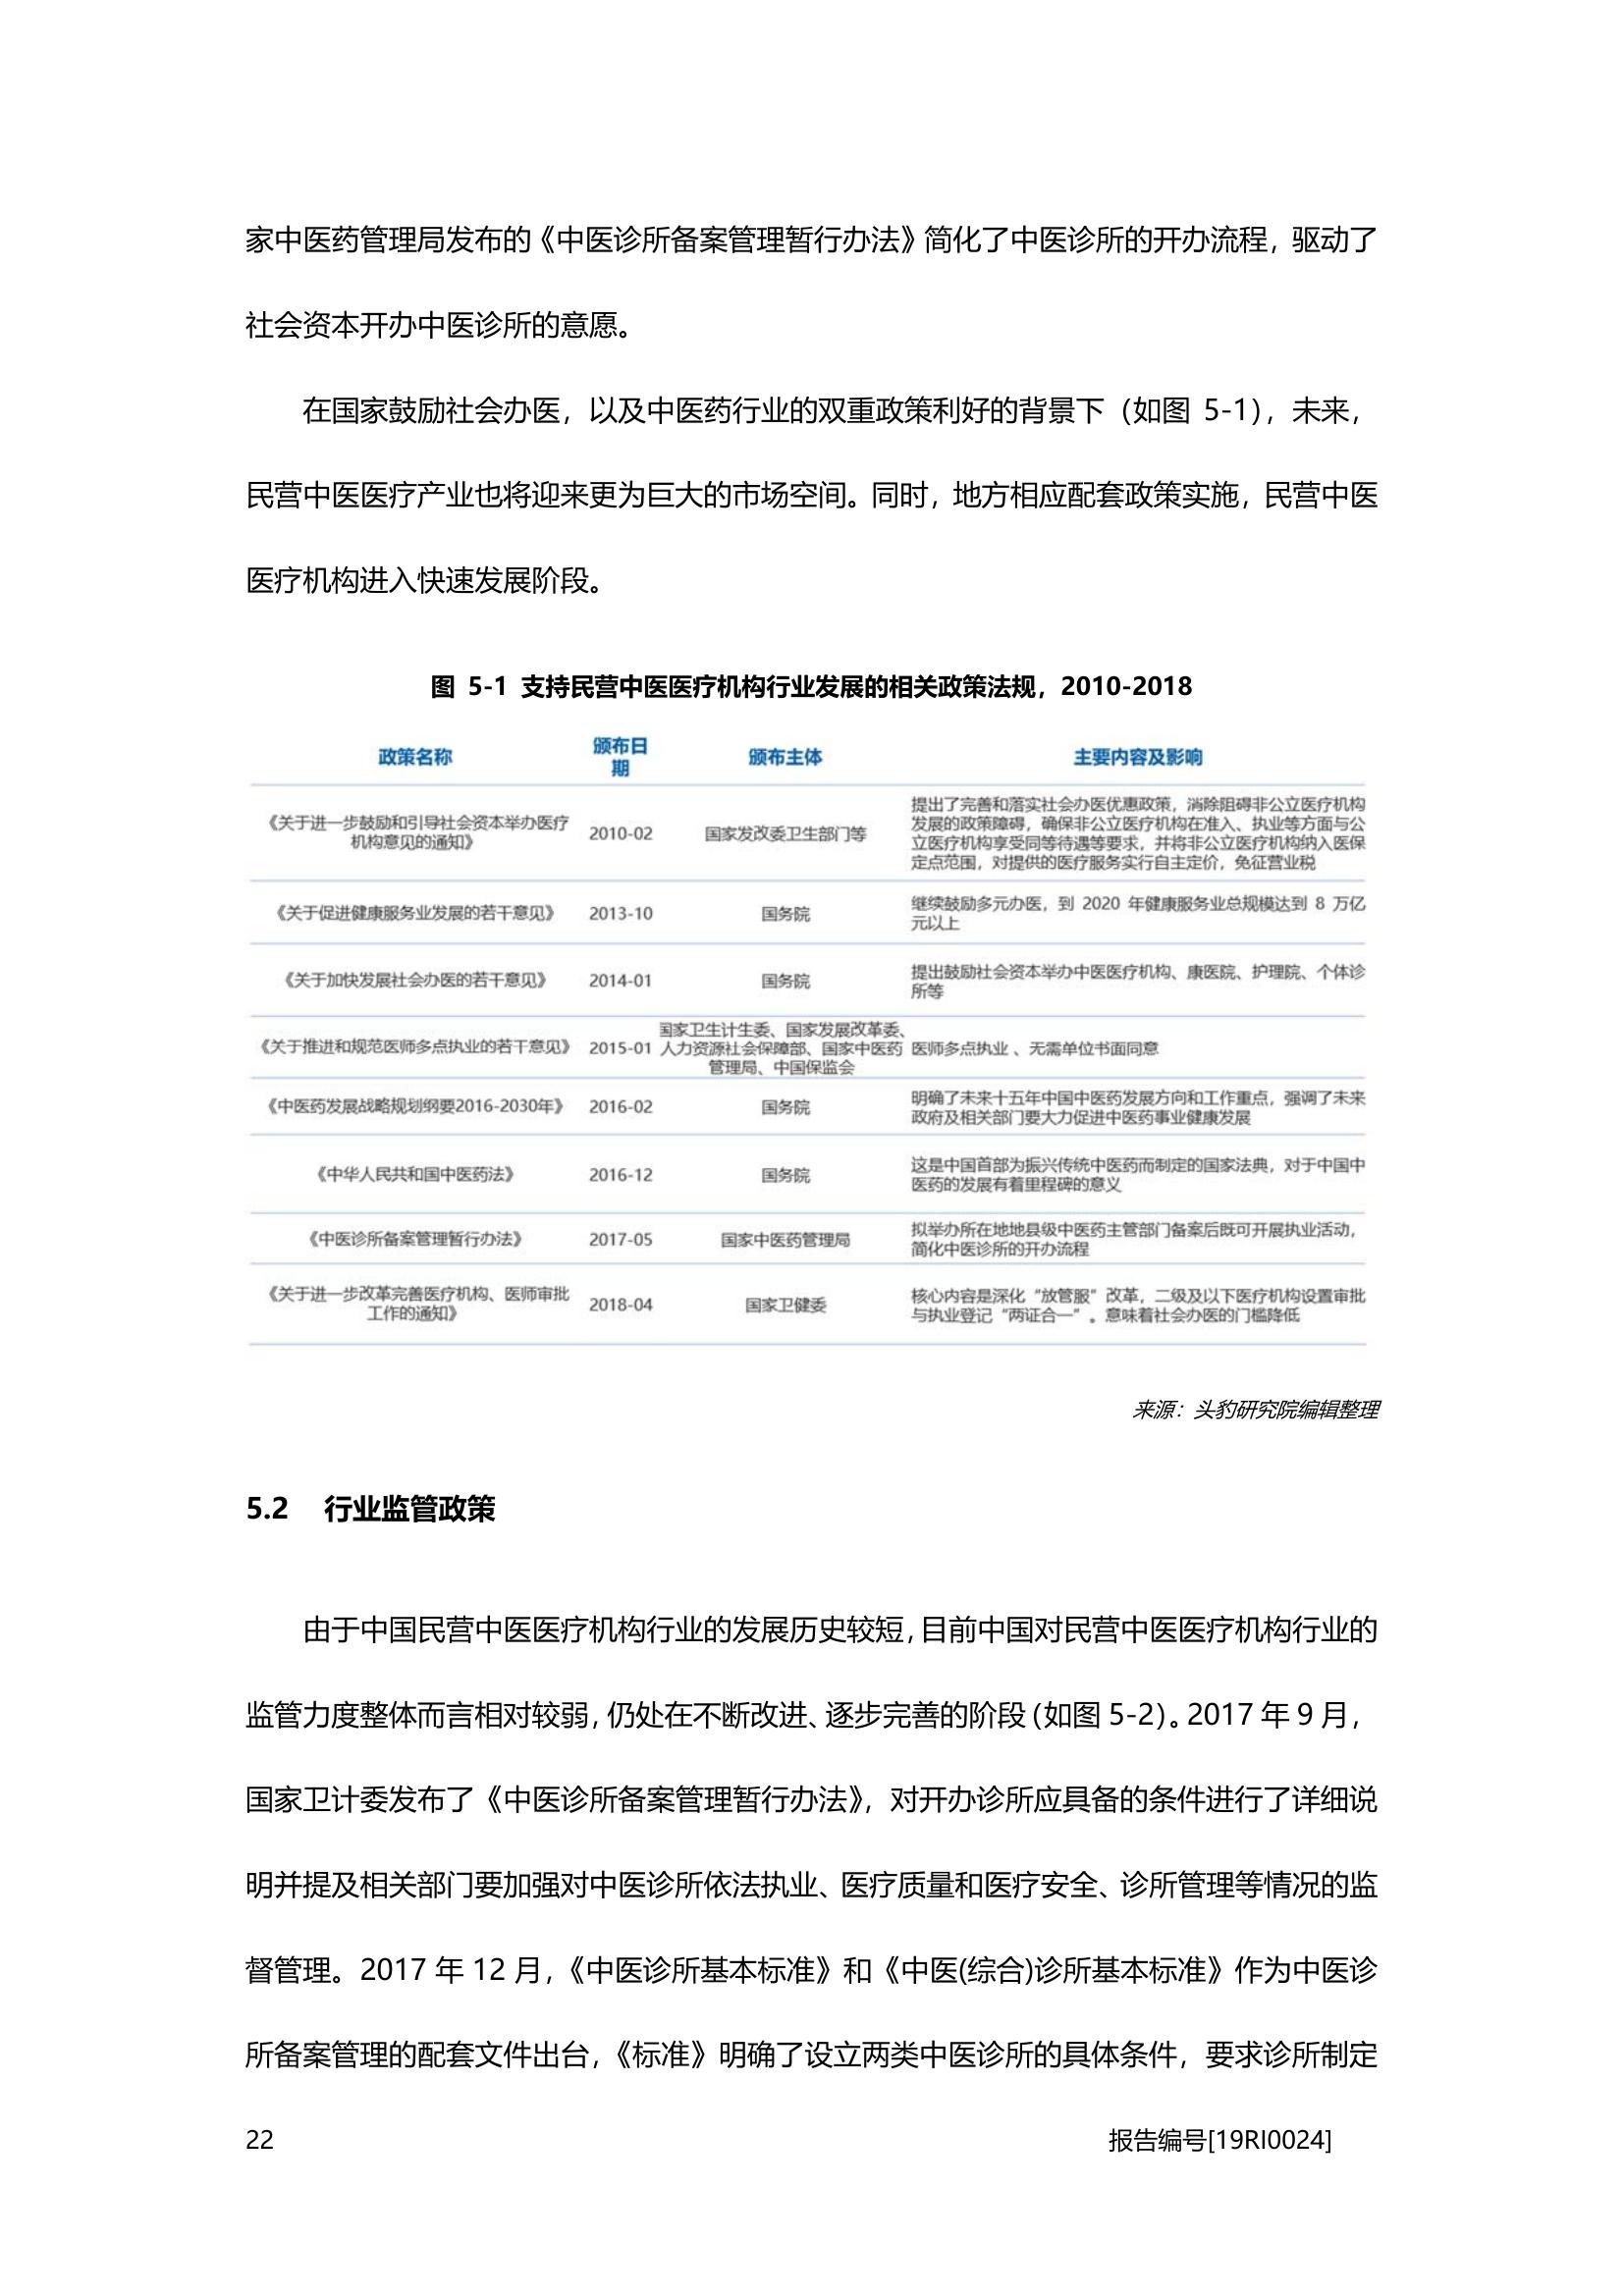 家中医药管理局发布的《中医诊所备案管理暂行办法》简化了中医诊所的开办流程，驱动了
社会资本开办中医诊所的意愿。
在国家鼓励社会办医，以及中医药行业的双重政策利好的背景下（如图 5-1），未来，
民营中医医疗产业也将迎来更为巨大的市场空间。同时，地方相应配套政策实施，民营中医
医疗机构进入快速发展阶段。
图 5-1 支持民营中医医疗机构行业发展的相关政策法规，2010-2018
政策名称
颁布日
期
颁布主体
主要内容及影响
《关于进一步鼓励和引导社会资本举办医疗
机构意见的通知》
2010-02
国家发改委卫生部门等
提出了完善和落实社会办医优惠政策，消除阻碍非公立医疗机构
发展的政策障碍，确保非公立医疗机构在准入、执业等方面与公
立医疗机构享受同等待遇等要求，并将非公立医疗机构纳入医保
定点范围，对提供的医疗服务实行自主定价，免征营业税
《关于促进健康服务业发展的若干意见》
2013-10
国务院
继续鼓励多元办医，到 2020 年健康服务业总规模达到 8 万亿
元以上
《关于加快发展社会办医的若干意见》
2014-01
国务院
提出鼓励社会资本举办中医医疗机构、康医院、护理院、个体诊
所等
《关于推进和规范医师多点执业的若干意见》
2015-01
国家卫生计生委、国家发展改革委、
人力资源社会保障部、国家中医药
管理局、中国保监会
医师多点执业 、无需单位书面同意
《中医药发展战略规划纲要2016-2030年》
2016-02
国务院
明确了未来十五年中国中医药发展方向和工作重点，强调了未来
政府及相关部门要大力促进中医药事业健康发展
《中华人民共和国中医药法》
2016-12
国务院
这是中国首部为振兴传统中医药而制定的国家法典，对于中国中
医药的发展有着里程碑的意义
《中医诊所备案管理暂行办法》
2017-05
国家中医药管理局
拟举办所在地地县级中医药主管部门备案后既可开展执业活动，
简化中医诊所的开办流程
《关于进一步改革完善医疗机构、医师审批
工作的通知》
2018-04
国家卫健委
核心内容是深化“放管服”改革，二级及以下医疗机构设置审批
与执业登记“两证合一”。意味着社会办医的门槛降低
来源：头豹研究院编辑整理
5.2 行业监管政策
由于中国民营中医医疗机构行业的发展历史较短，目前中国对民营中医医疗机构行业的
监管力度整体而言相对较弱，仍处在不断改进、逐步完善的阶段（如图 5-2）。2017 年 9 月，
国家卫计委发布了《中医诊所备案管理暂行办法》，对开办诊所应具备的条件进行了详细说
明并提及相关部门要加强对中医诊所依法执业、医疗质量和医疗安全、诊所管理等情况的监
督管理。2017 年 12 月，《中医诊所基本标准》和《中医(综合)诊所基本标准》作为中医诊
所备案管理的配套文件出台，《标准》明确了设立两类中医诊所的具体条件，要求诊所制定
22
报告编号[19RI0024]